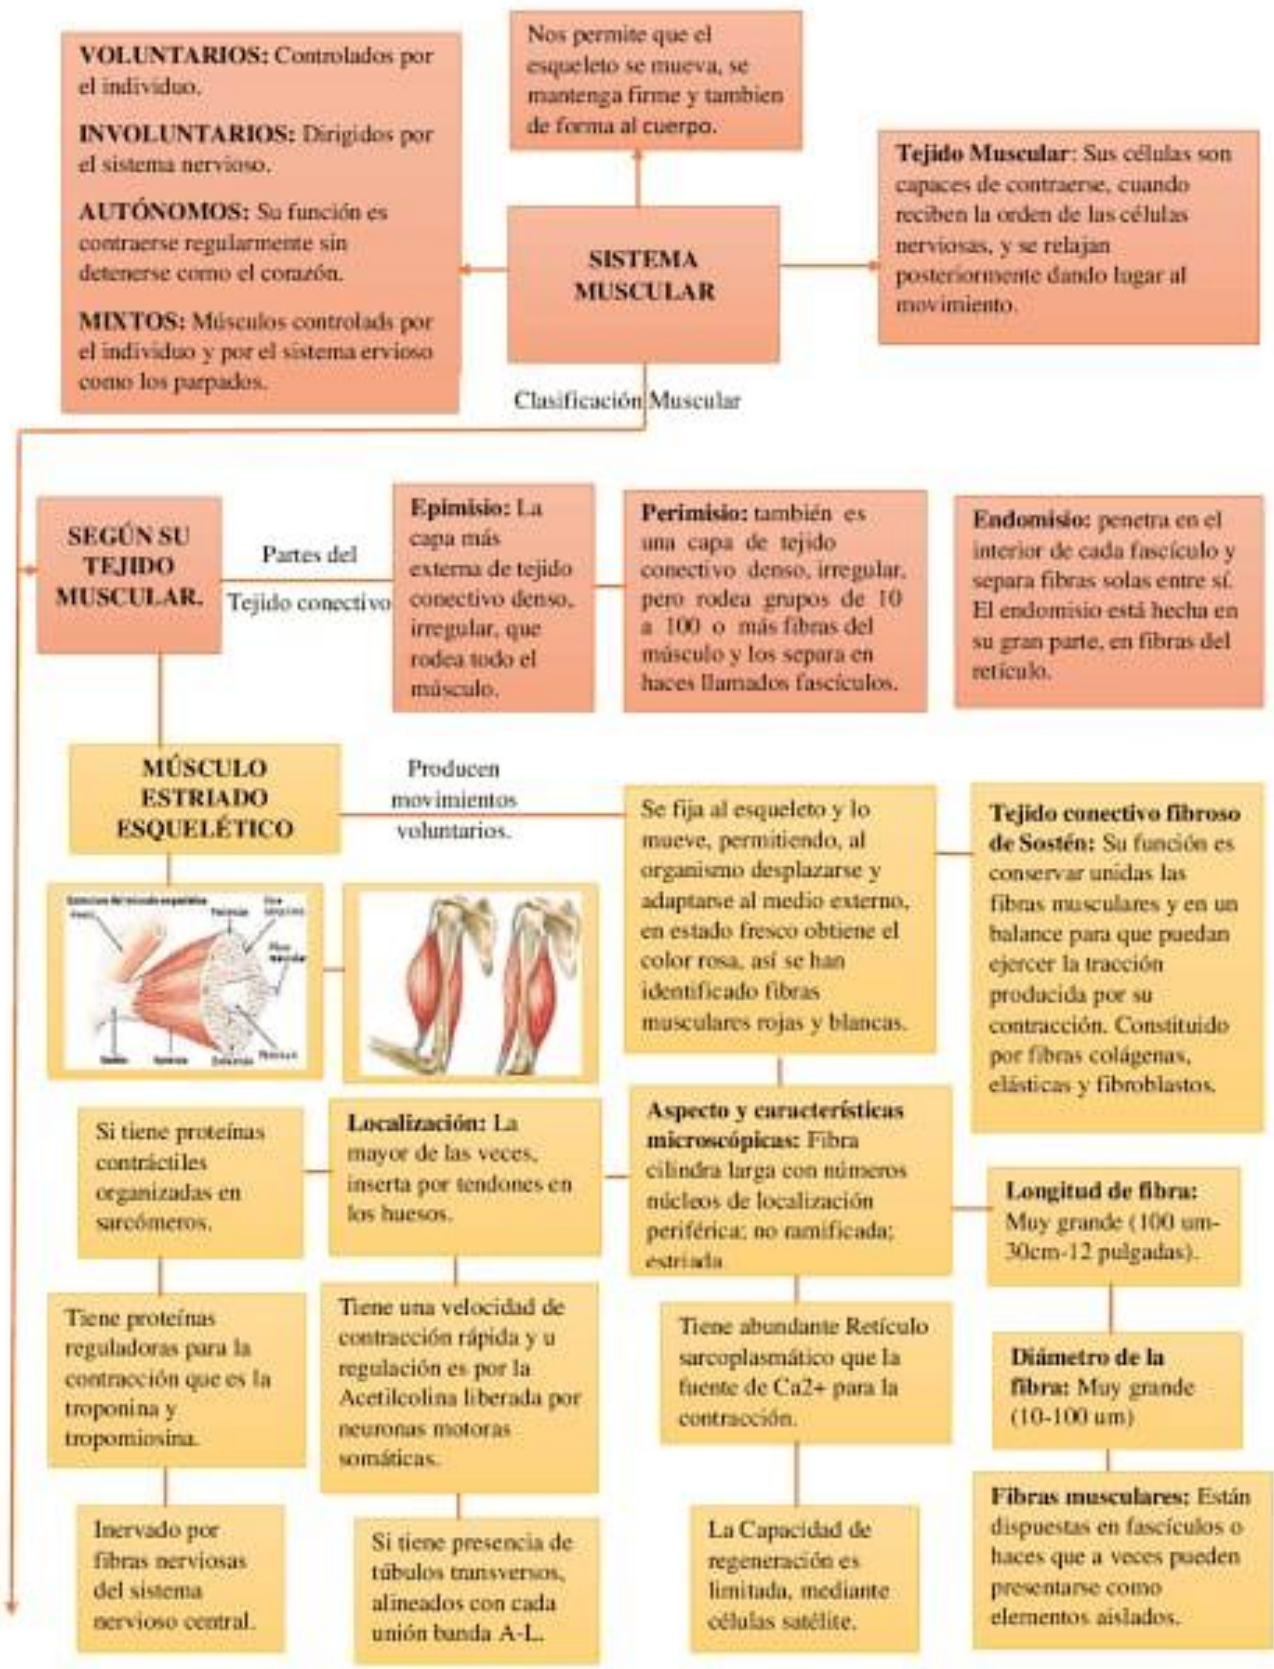 VOLUNTARIOS: Controlados por
el individuo.
INVOLUNTARIOS: Dirigidos por
el sistema nervioso.
AUTÓNOMOS: Su función es
contraerse regularmente sin
detenerse como el corazón.
MIXTOS: Músculos controlads por
el individuo y por el sistema ervioso
como los parpados.
Nos permite que el
esqueleto se mueva, se
mantenga firme y tambien
de forma al cuerpo.
SISTEMA
MUSCULAR
Tejido Muscular: Sus células son
capaces de contraerse, cuando
reciben la orden de las células
nerviosas, y se relajan
posteriormente dando lugar al
movimiento.
Clasificación Muscular
SEGÚN SU
TEJIDO
MUSCULAR.
Partes del
Tejido conectivo
Epimisio: La
capa más
externa de tejido
conectivo denso,
irregular, que
rodea todo el
músculo.
Perimisio: también es
una capa de tejido
conectivo denso, irregular,
pero rodea grupos de 10
a 100 o más fibras del
músculo y los separa en
haces llamados fascículos.
Endomisio: penetra en el
interior de cada fascículo y
separa fibras solas entre sí.
El endomisio está hecha en
su gran parte, en fibras del
retículo.
MÚSCULO
ESTRIADO
ESQUELÉTICO
Producen
movimientos
voluntarios.
Se fija al esqueleto y lo
mueve, permitiendo, al
organismo desplazarse y
adaptarse al medio externo,
en estado fresco obtiene el
color rosa, así se han
identificado fibras
musculares rojas y blancas.
Tejido conectivo fibroso
de Sostén: Su función es
conservar unidas las
fibras musculares y en un
balance para que puedan
ejercer la tracción
producida por su
contracción. Constituido
por fibras colágenas,
elásticas y fibroblastos.
Estructura del músculo esquelético
Si tiene proteínas
contráctiles
organizadas en
sarcómeros.
Localización: La
mayor de las veces,
inserta por tendones en
los huesos.
Aspecto y características
microscópicas: Fibra
cilindra larga con números
núcleos de localización
periférica; no ramificada;
estriada
Longitud de fibra:
Muy grande (100 um-
30cm-12 pulgadas).
Tiene proteínas
reguladoras para la
contracción que es la
troponina y
tropomiosina.
Tiene una velocidad de
contracción rápida y u
regulación es por la
Acetilcolina liberada por
neuronas motoras
somáticas.
Tiene abundante Retículo
sarcoplasmático que la
fuente de Ca2+ para la
contracción.
Diámetro de la
fibra: Muy grande
(10-100 um)
Inervado por
fibras nerviosas
del sistema
nervioso central.
Si tiene presencia de
túbulos transversos,
alineados con cada
unión banda A-L.
La Capacidad de
regeneración es
limitada, mediante
células satélite.
Fibras musculares: Están
dispuestas en fascículos o
haces que a veces pueden
presentarse como
elementos aislados.